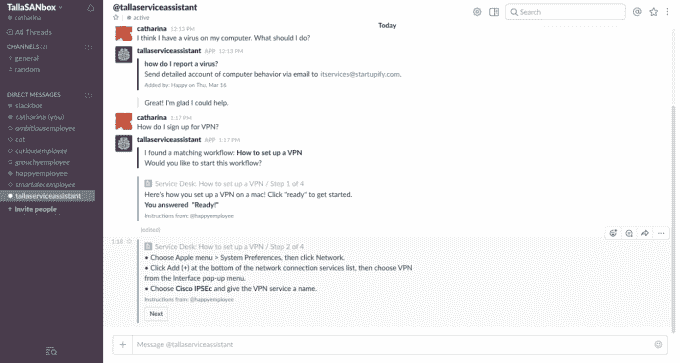 TallaSANbox
catharina
All Threads
CHANNELS
general
random
DIRECT MESSAGES
slackbot
catharina (you)
ambitiousemployee
cat
curiousemployee
grouchyemployee
happyemployee
smartalecemployee
tallaserviceassistant
+ Invite people
@tallaserviceassistant
active
Search
Today
catharina 12:13 PM
I think I have a virus on my computer. What should I do?
tallaserviceassistant APP 12:13 PM
how do I report a virus?
Send detailed account of computer behavior via email to itservices@startupify.com.
Added by: Happy on Thu, Mar 16
Great! I'm glad I could help.
catharina 1:17 PM
How do I sign up for VPN?
tallaserviceassistant APP 1:17 PM
I found a matching workflow: How to set up a VPN
Would you like to start this workflow?
Service Desk: How to set up a VPN / Step 1 of 4
Here's how you set up a VPN on a mac! Click "ready" to get started.
You answered "Ready!"
Instructions from: @happyemployee
(edited)
1:18
Service Desk: How to set up a VPN / Step 2 of 4
• Choose Apple menu > System Preferences, then click Network.
• Click Add (+) at the bottom of the network connection services list, then choose VPN
from the Interface pop-up menu.
• Choose Cisco IPSEc and give the VPN service a name.
Instructions from: @happyemployee
Next
Message @tallaserviceassistant